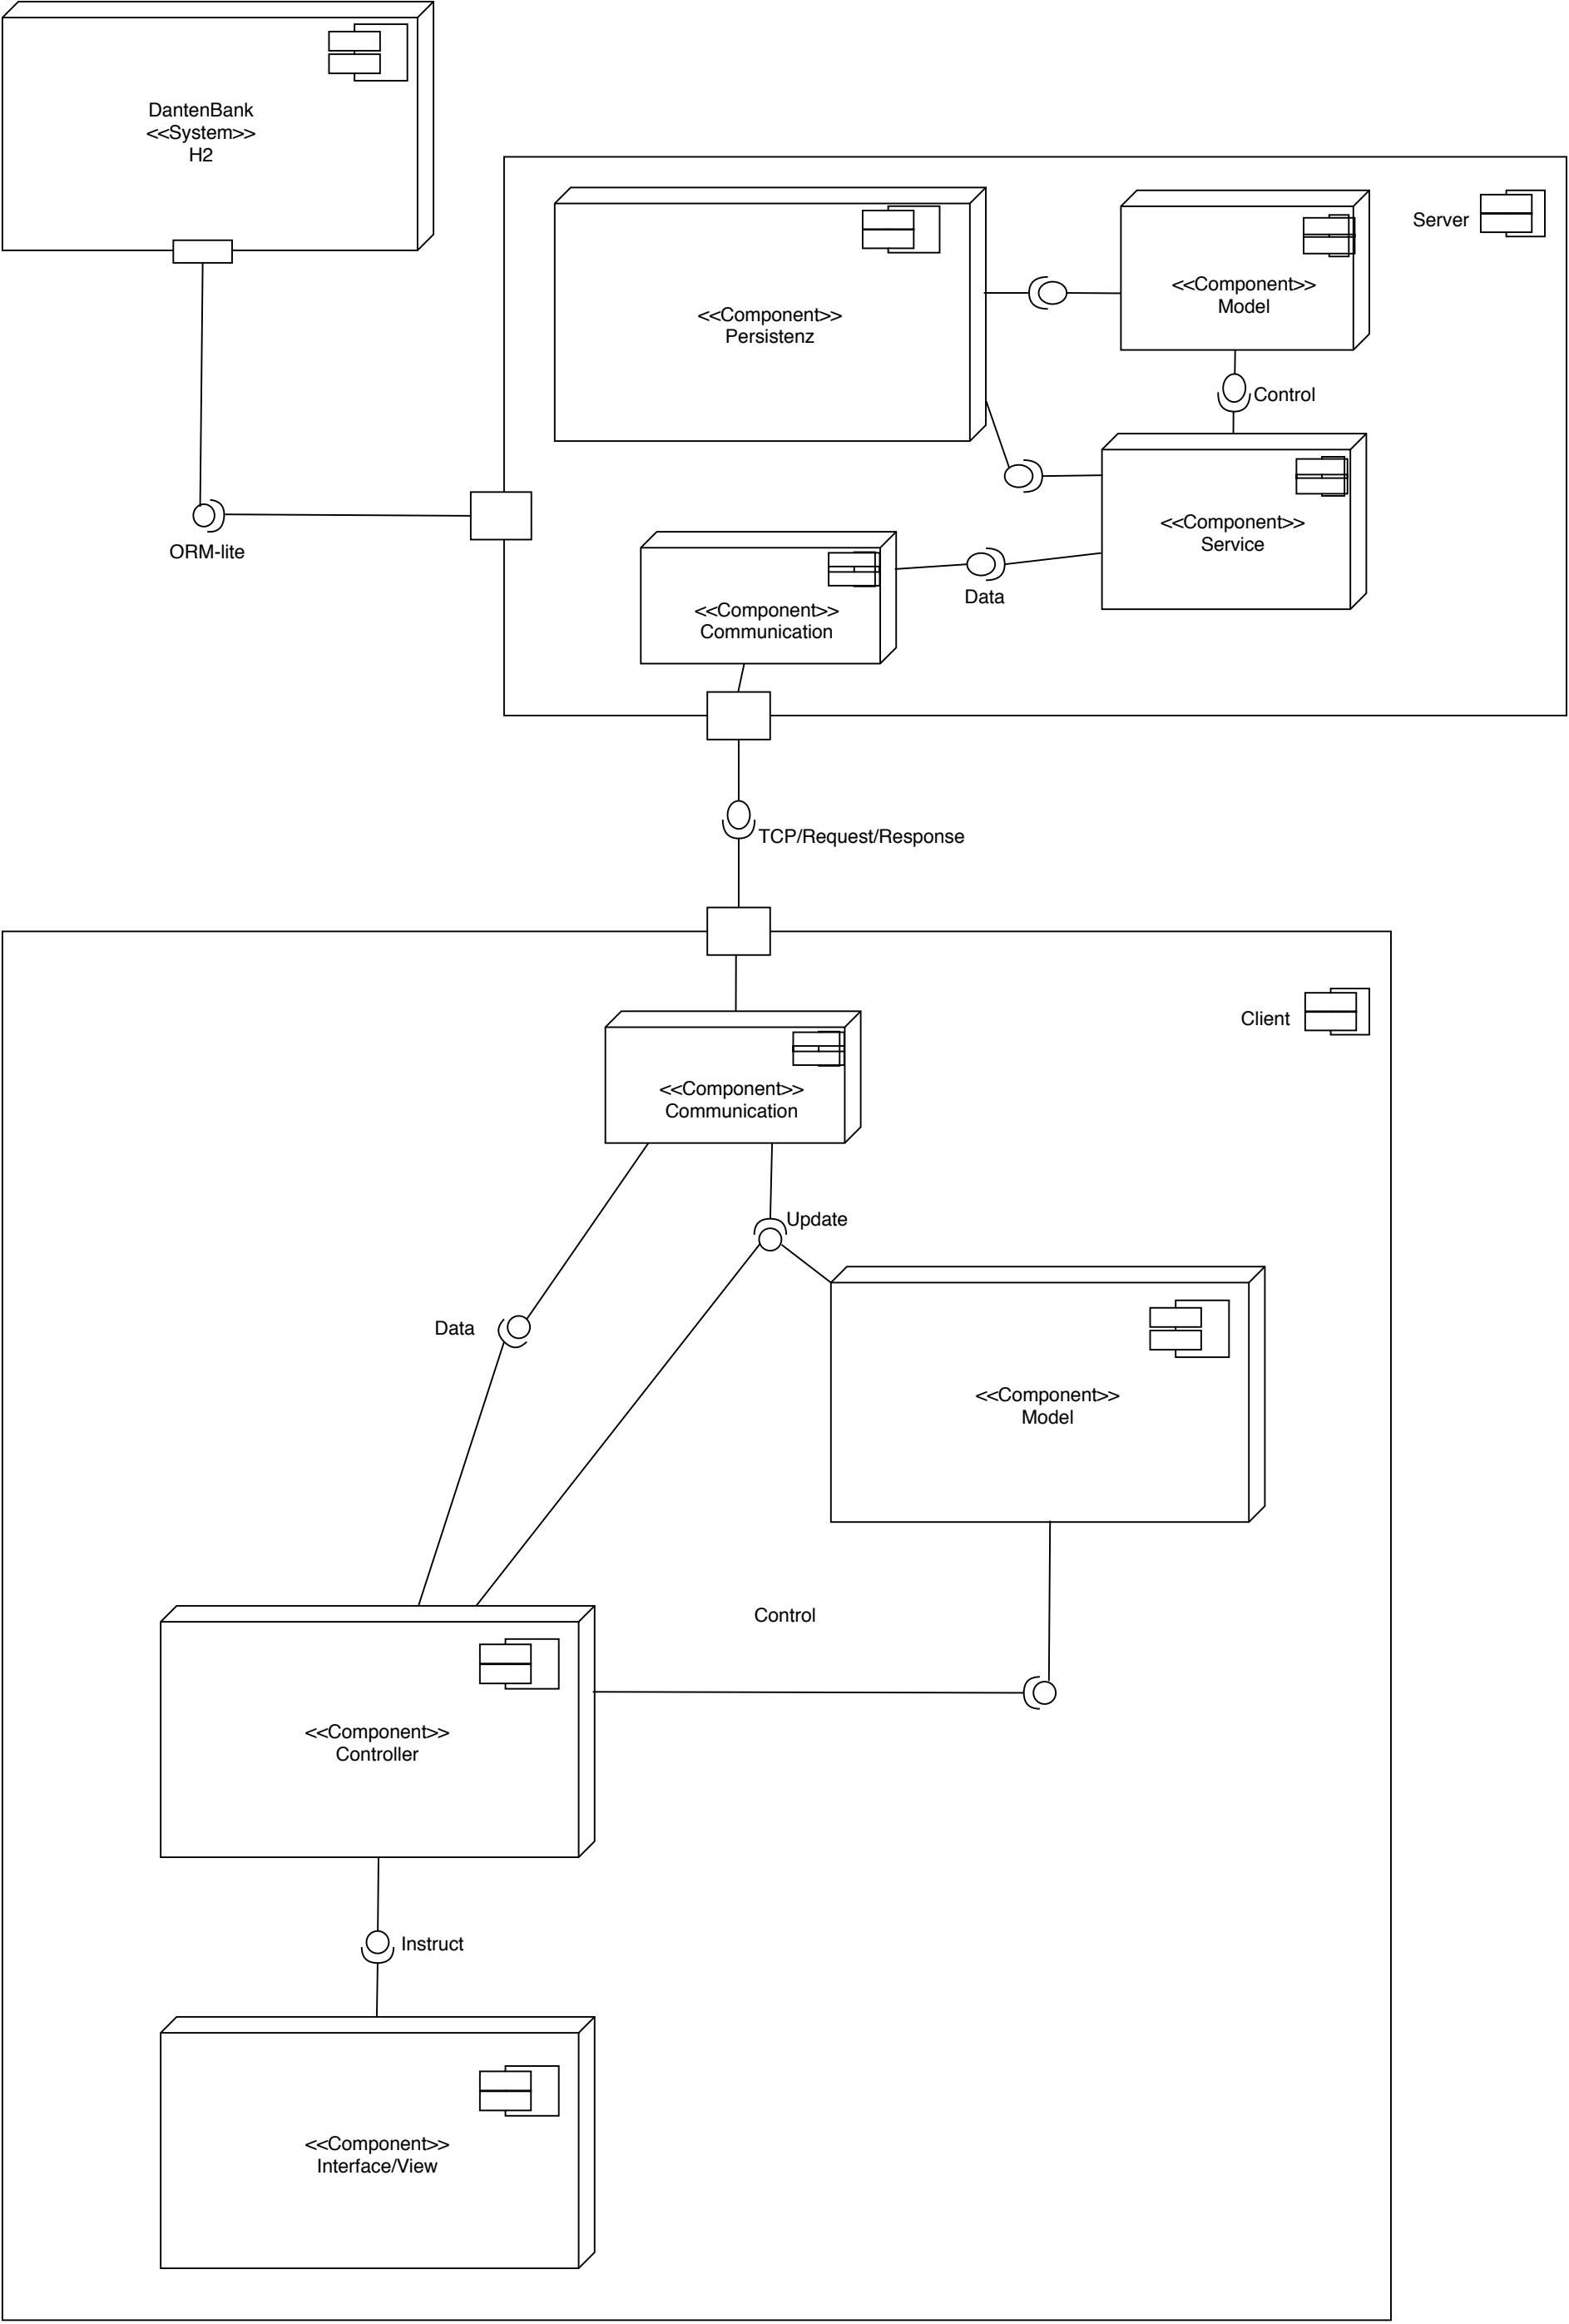 DantenBank
<<System>>
H2
Server
<<Component>>
Persistenz
<<Component>>
Model
Control
<<Component>>
Service
ORM-lite
<<Component>>
Communication
Data
TCP/Request/Response
Client
<<Component>>
Communication
Update
Data
<<Component>>
Model
Control
<<Component>>
Controller
Instruct
<<Component>>
Interface/View